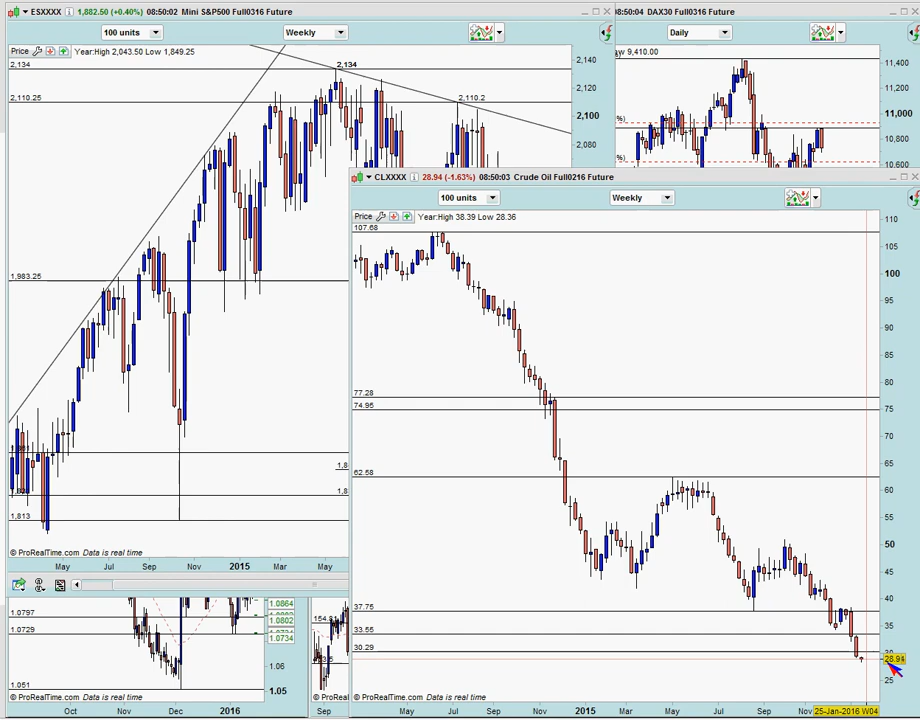 ESXXXX 1,882.50 (+0.40%) 08:50:02 Mini S&P500 Full0316 Future
100 units
Weekly
Price Year:High 2,043.50 Low 1,849.25
2,134
2,134
2,110.25
2,110.2
1,983.25
1,813
2,140
2,120
2,100
2,080
© ProRealTime.com Data is real time
May Jul Sep Nov 2015 Mar May
08:50:04 DAX30 Full0316 Future
Daily
9,410.00
%)
%)
11,400
11,200
11,000
10,800
10,600
CLXXXX 28.94 (-1.63%) 08:50:03 Crude Oil Full0216 Future
100 units
Weekly
Price Year:High 38.39 Low 28.36
107.68
77.28
74.95
62.58
37.75
33.55
30.29
110
105
100
95
90
85
80
75
70
65
60
55
50
45
40
35
28.94
25
© ProRealTime.com Data is real time
May Jul Sep Nov 2015 Mar May Jul Sep Nov 25-Jan-2016 W04
1.0797
1.0729
1.051
1.0864
1.0802
1.0734
1.06
1.05
© ProRealTime.com Data is real time
Oct Nov Dec 2016
154.81
© ProRea
Sep